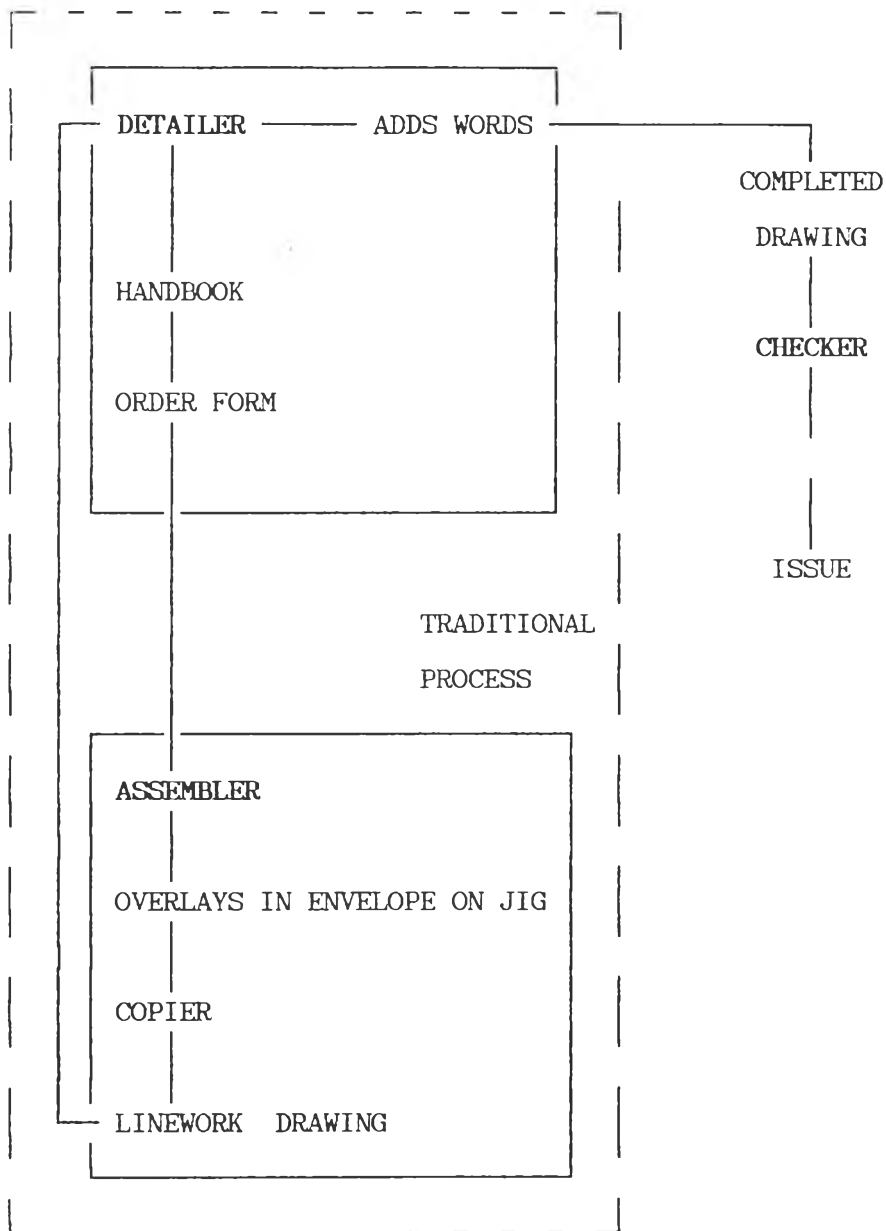 DETAILER ADDS WORDS
COMPLETED
DRAWING
HANDBOOK
CHECKER
ORDER FORM
ISSUE
TRADITIONAL
PROCESS
ASSEMBLER
OVERLAYS IN ENVELOPE ON JIG
COPIER
LINEWORK DRAWING